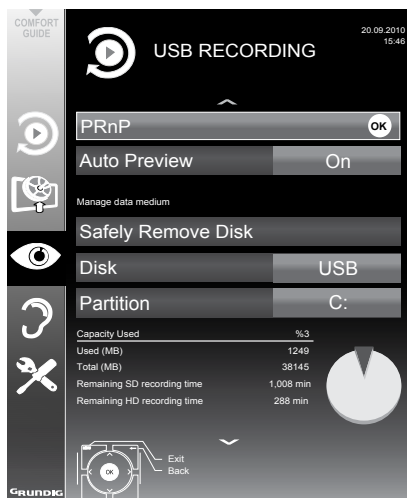 COMFORT
GUIDE
USB RECORDING
20.09.2010
15:46
PRnP OK
Auto Preview On
Manage data medium
Safely Remove Disk
Disk USB
Partition C:
Capacity Used %3
Used (MB) 1249
Total (MB) 38145
Remaining SD recording time 1,008 min
Remaining HD recording time 288 min
Exit
Back
OK
GRUNDIG